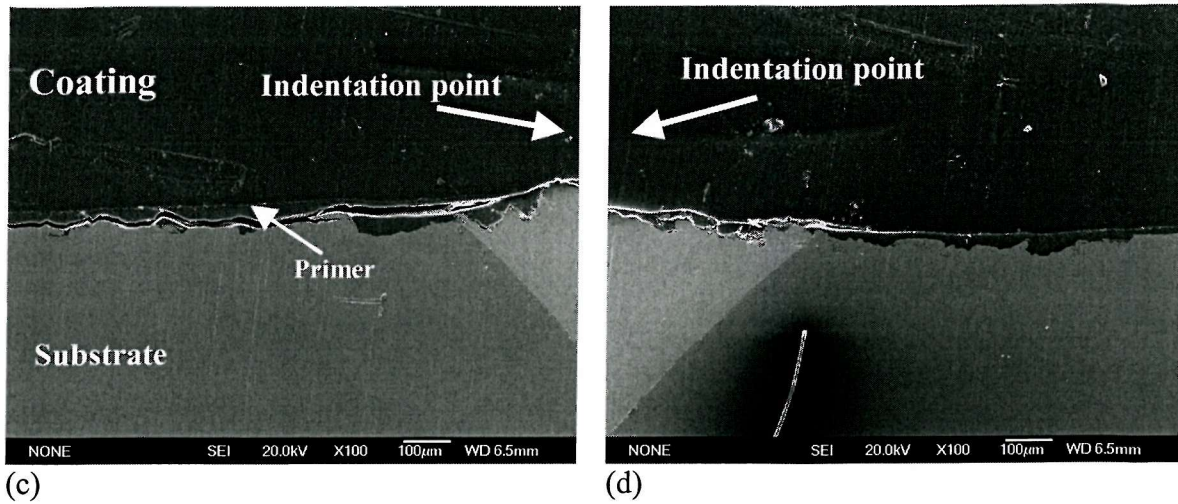 Coating
Indentation point
Primer
Substrate
NONE SEI 20.0kV X100 100μm WD 6.5mm
(c)
Indentation point
NONE SEI 20.0kV X100 100μm WD 6.5mm
(d)